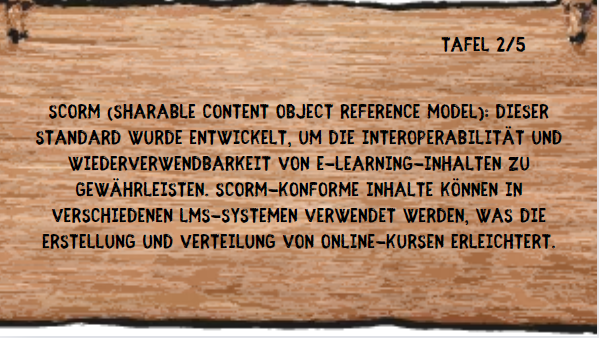 TAFEL 2/5
SCORM (SHARABLE CONTENT OBJECT REFERENCE MODEL): DIESER
STANDARD WURDE ENTWICKELT, UM DIE INTEROPERABILITÄT UND
WIEDERVERWENDBARKEIT VON E-LEARNING-INHALTEN ZU
GEWÄHRLEISTEN. SCORM-KONFORME INHALTE KÖNNEN IN
VERSCHIEDENEN LMS-SYSTEMEN VERWENDET WERDEN, WAS DIE
ERSTELLUNG UND VERTEILUNG VON ONLINE-KURSEN ERLEICHTERT.